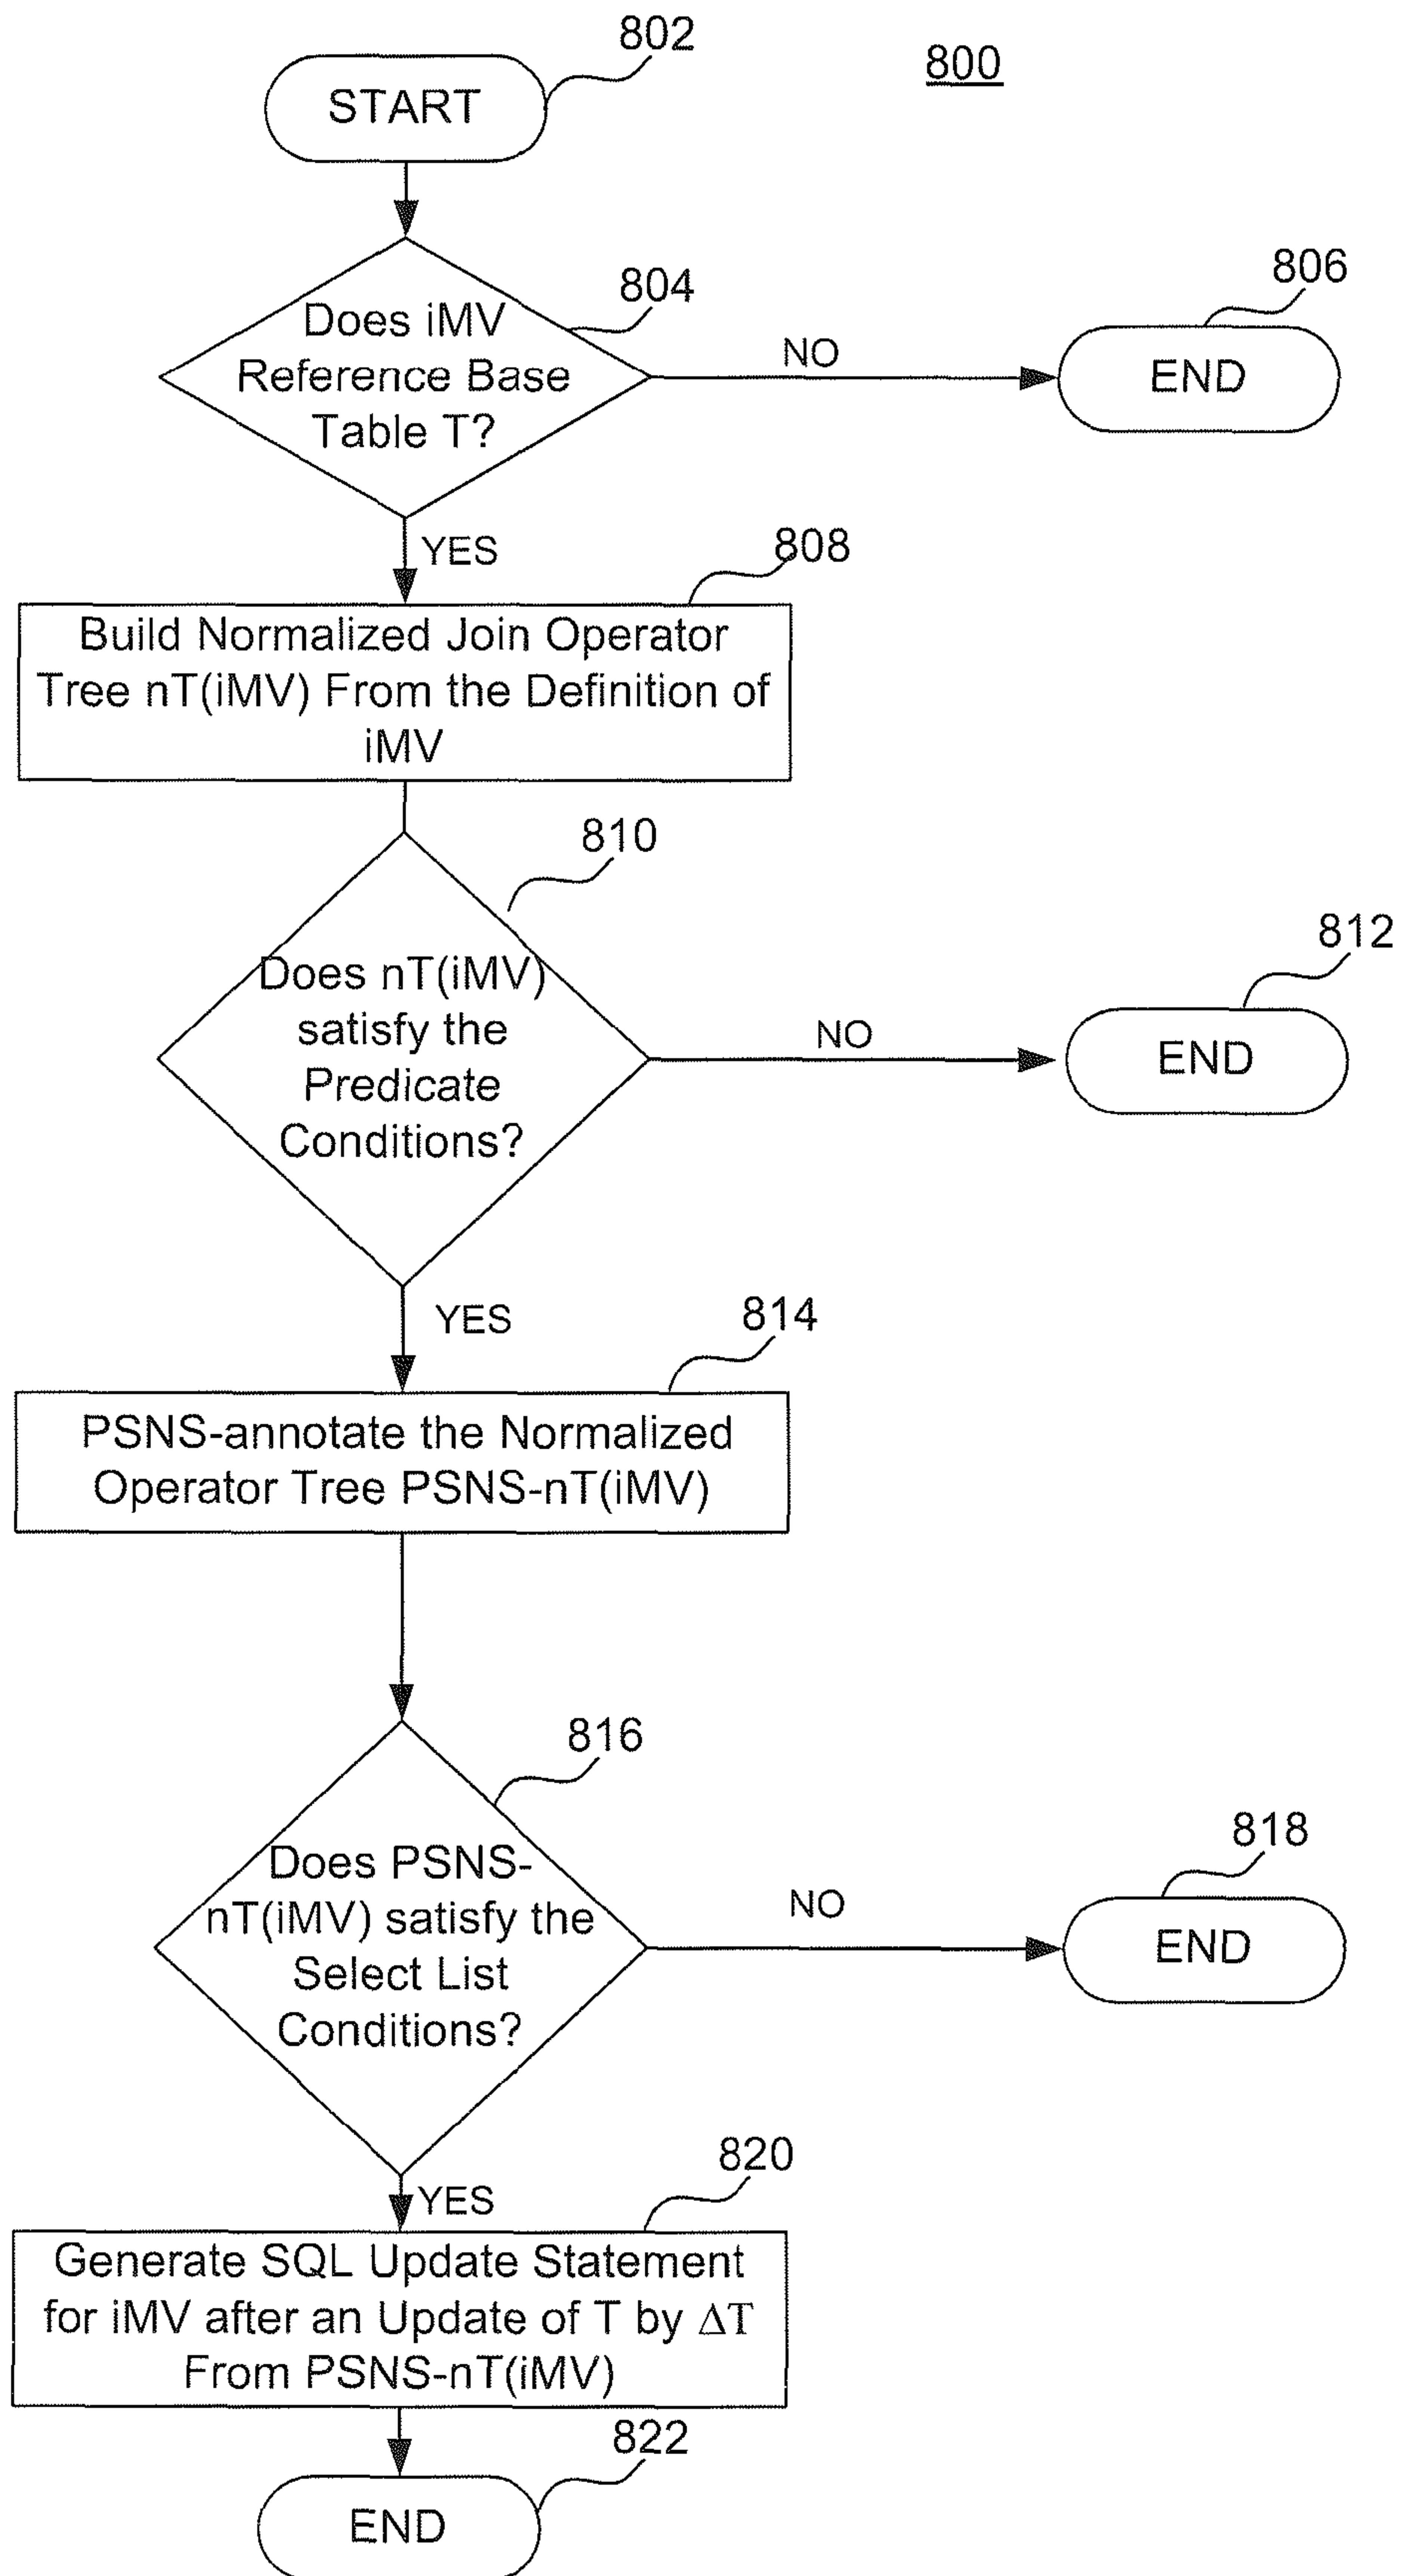 802
800
START
804
Does iMV
Reference Base
Table T?
NO
806
END
YES
808
Build Normalized Join Operator
Tree nT(iMV) From the Definition of
iMV
810
Does nT(iMV)
satisfy the
Predicate
Conditions?
NO
812
END
YES
814
PSNS-annotate the Normalized
Operator Tree PSNS-nT(iMV)
816
Does PSNS-
nT(iMV) satisfy the
Select List
Conditions?
NO
818
END
YES
820
Generate SQL Update Statement
for iMV after an Update of T by ΔT
From PSNS-nT(iMV)
822
END